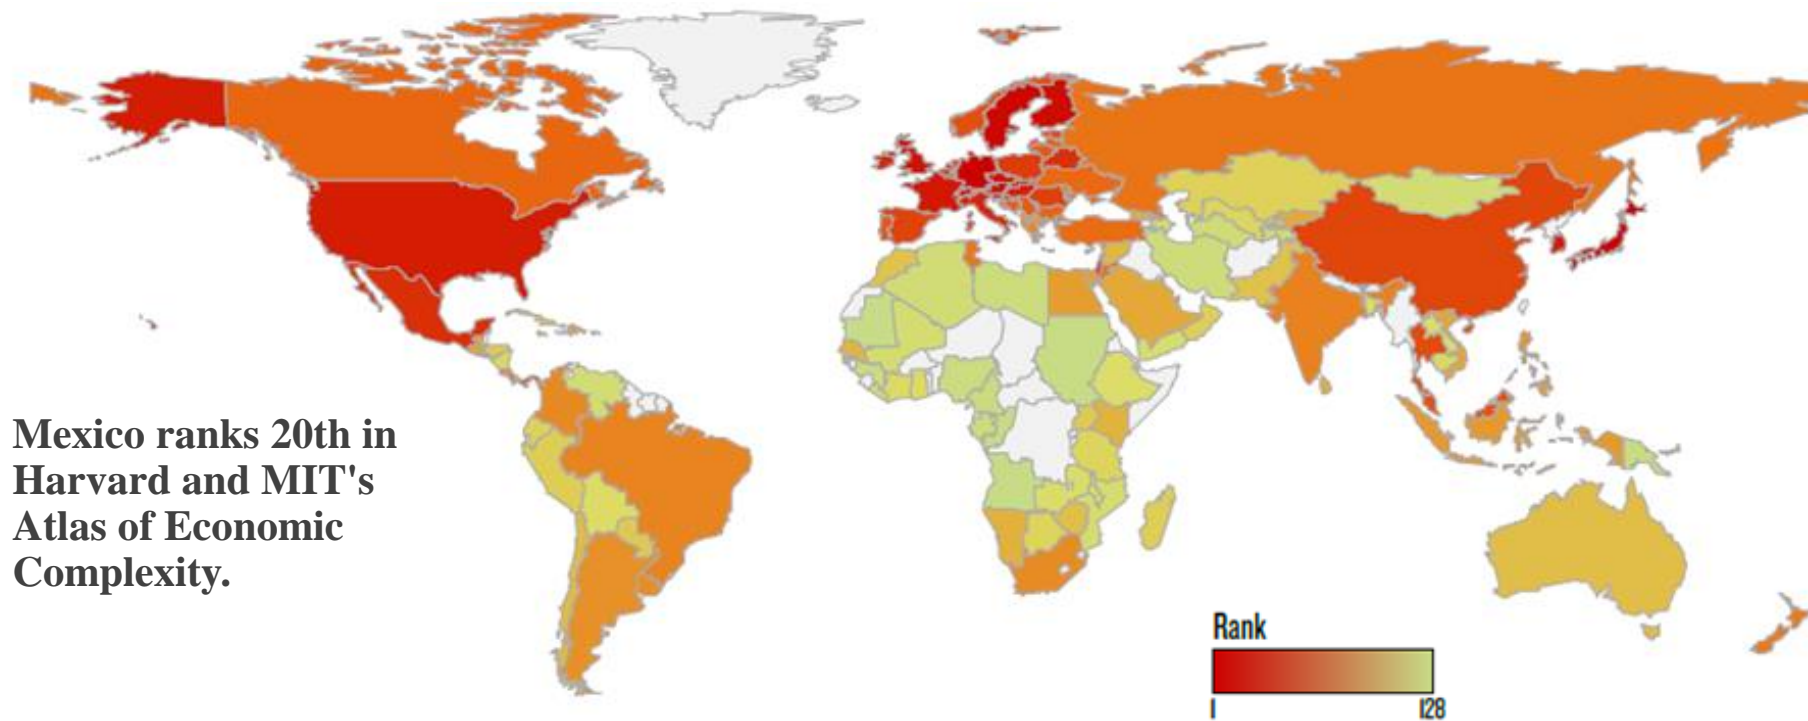 Mexico ranks 20th in
Harvard and MIT's
Atlas of Economic
Complexity.
Rank
1 128